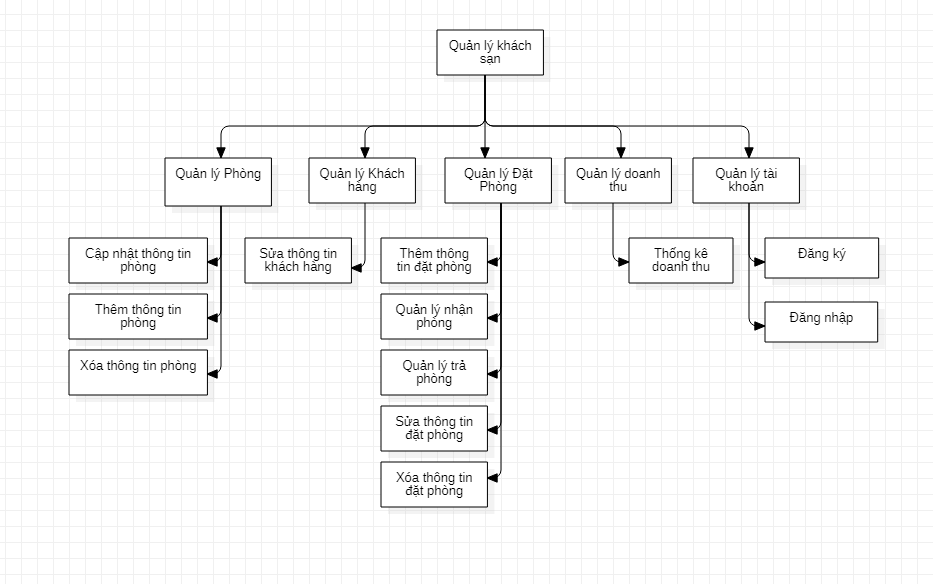 Quản lý khách
sạn
Quản lý Phòng
Quản lý Khách
hàng
Quản lý Đặt
Phòng
Quản lý doanh
thu
Quản lý tài
khoản
Cập nhật thông tin
phòng
Thêm thông tin
phòng
Xóa thông tin phòng
Sửa thông tin
khách hàng
Thêm thông
tin đặt phòng
Quản lý nhận
phòng
Quản lý trả
phòng
Sửa thông tin
đặt phòng
Xóa thông tin
đặt phòng
Thống kê
doanh thu
Đăng ký
Đăng nhập